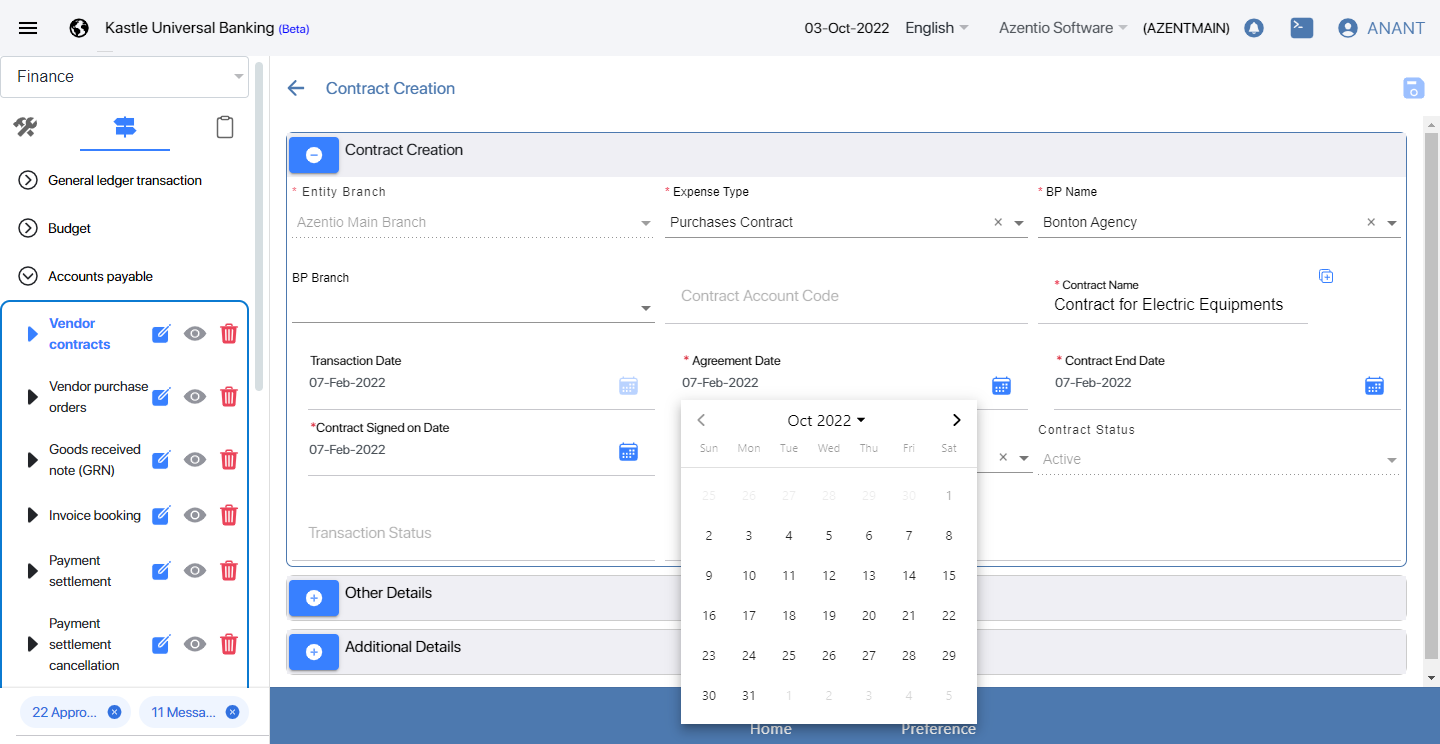 Kastle Universal Banking (Beta)
03-Oct-2022 English Azentio Software (AZENTMAIN) ANANT
Finance
General ledger transaction
Budget
Accounts payable
Vendor
contracts
Vendor purchase
orders
Goods received
note (GRN)
Invoice booking
Payment
settlement
Payment
settlement
cancellation
22 Appro...
11 Messa...
Contract Creation
Contract Creation
* Entity Branch
Azentio Main Branch
* Expense Type
Purchases Contract ×
* BP Name
Bonton Agency ×
BP Branch
Contract Account Code
* Contract Name
Contract for Electric Equipments
Transaction Date
07-Feb-2022
* Agreement Date
07-Feb-2022
* Contract End Date
07-Feb-2022
*Contract Signed on Date
07-Feb-2022
×
Contract Status
Active
Transaction Status
Oct 2022
Sun Mon Tue Wed Thu Fri Sat
25 26 27 28 29 30 1
2 3 4 5 6 7 8
9 10 11 12 13 14 15
16 17 18 19 20 21 22
23 24 25 26 27 28 29
30 31 1 2 3 4 5
Other Details
Additional Details
Home Preference